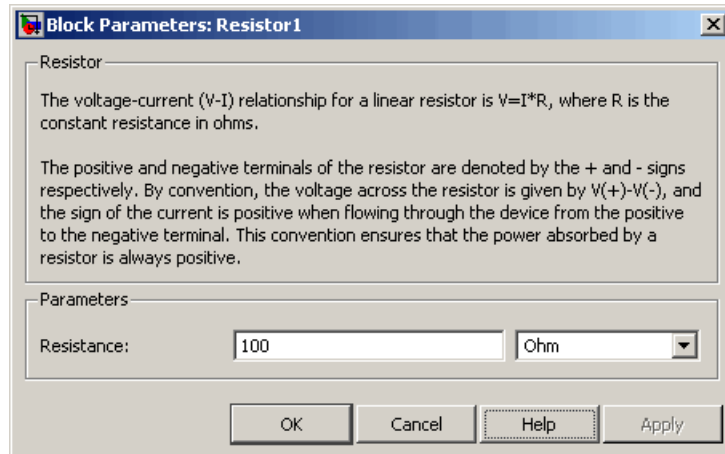 Block Parameters: Resistor1
Resistor
The voltage-current (V-I) relationship for a linear resistor is V=I*R, where R is the
constant resistance in ohms.
The positive and negative terminals of the resistor are denoted by the + and - signs
respectively. By convention, the voltage across the resistor is given by V(+)-V(-), and
the sign of the current is positive when flowing through the device from the positive
to the negative terminal. This convention ensures that the power absorbed by a
resistor is always positive.
Parameters
Resistance: 100 Ohm
OK Cancel Help Apply